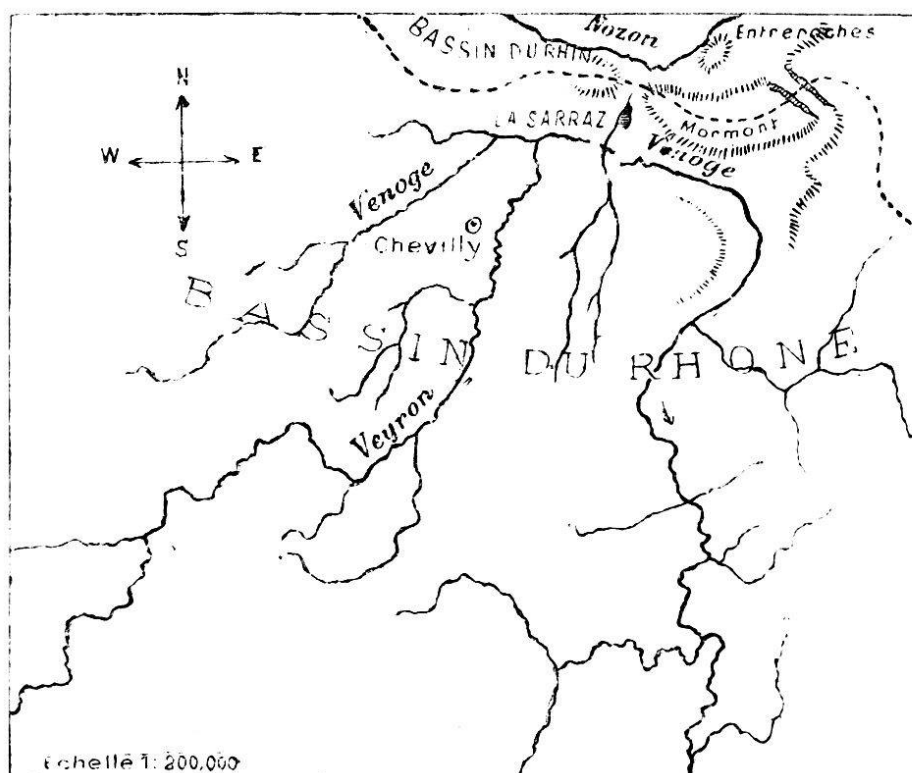 Nozon
Entreroches
BASSIN DU RHIN
N
LA SARRAZ
Mormont
W E
Venoge
Venoge
S
Chevilly
BASSIN DU RHONE
Veyron
Echelle 1: 200,000